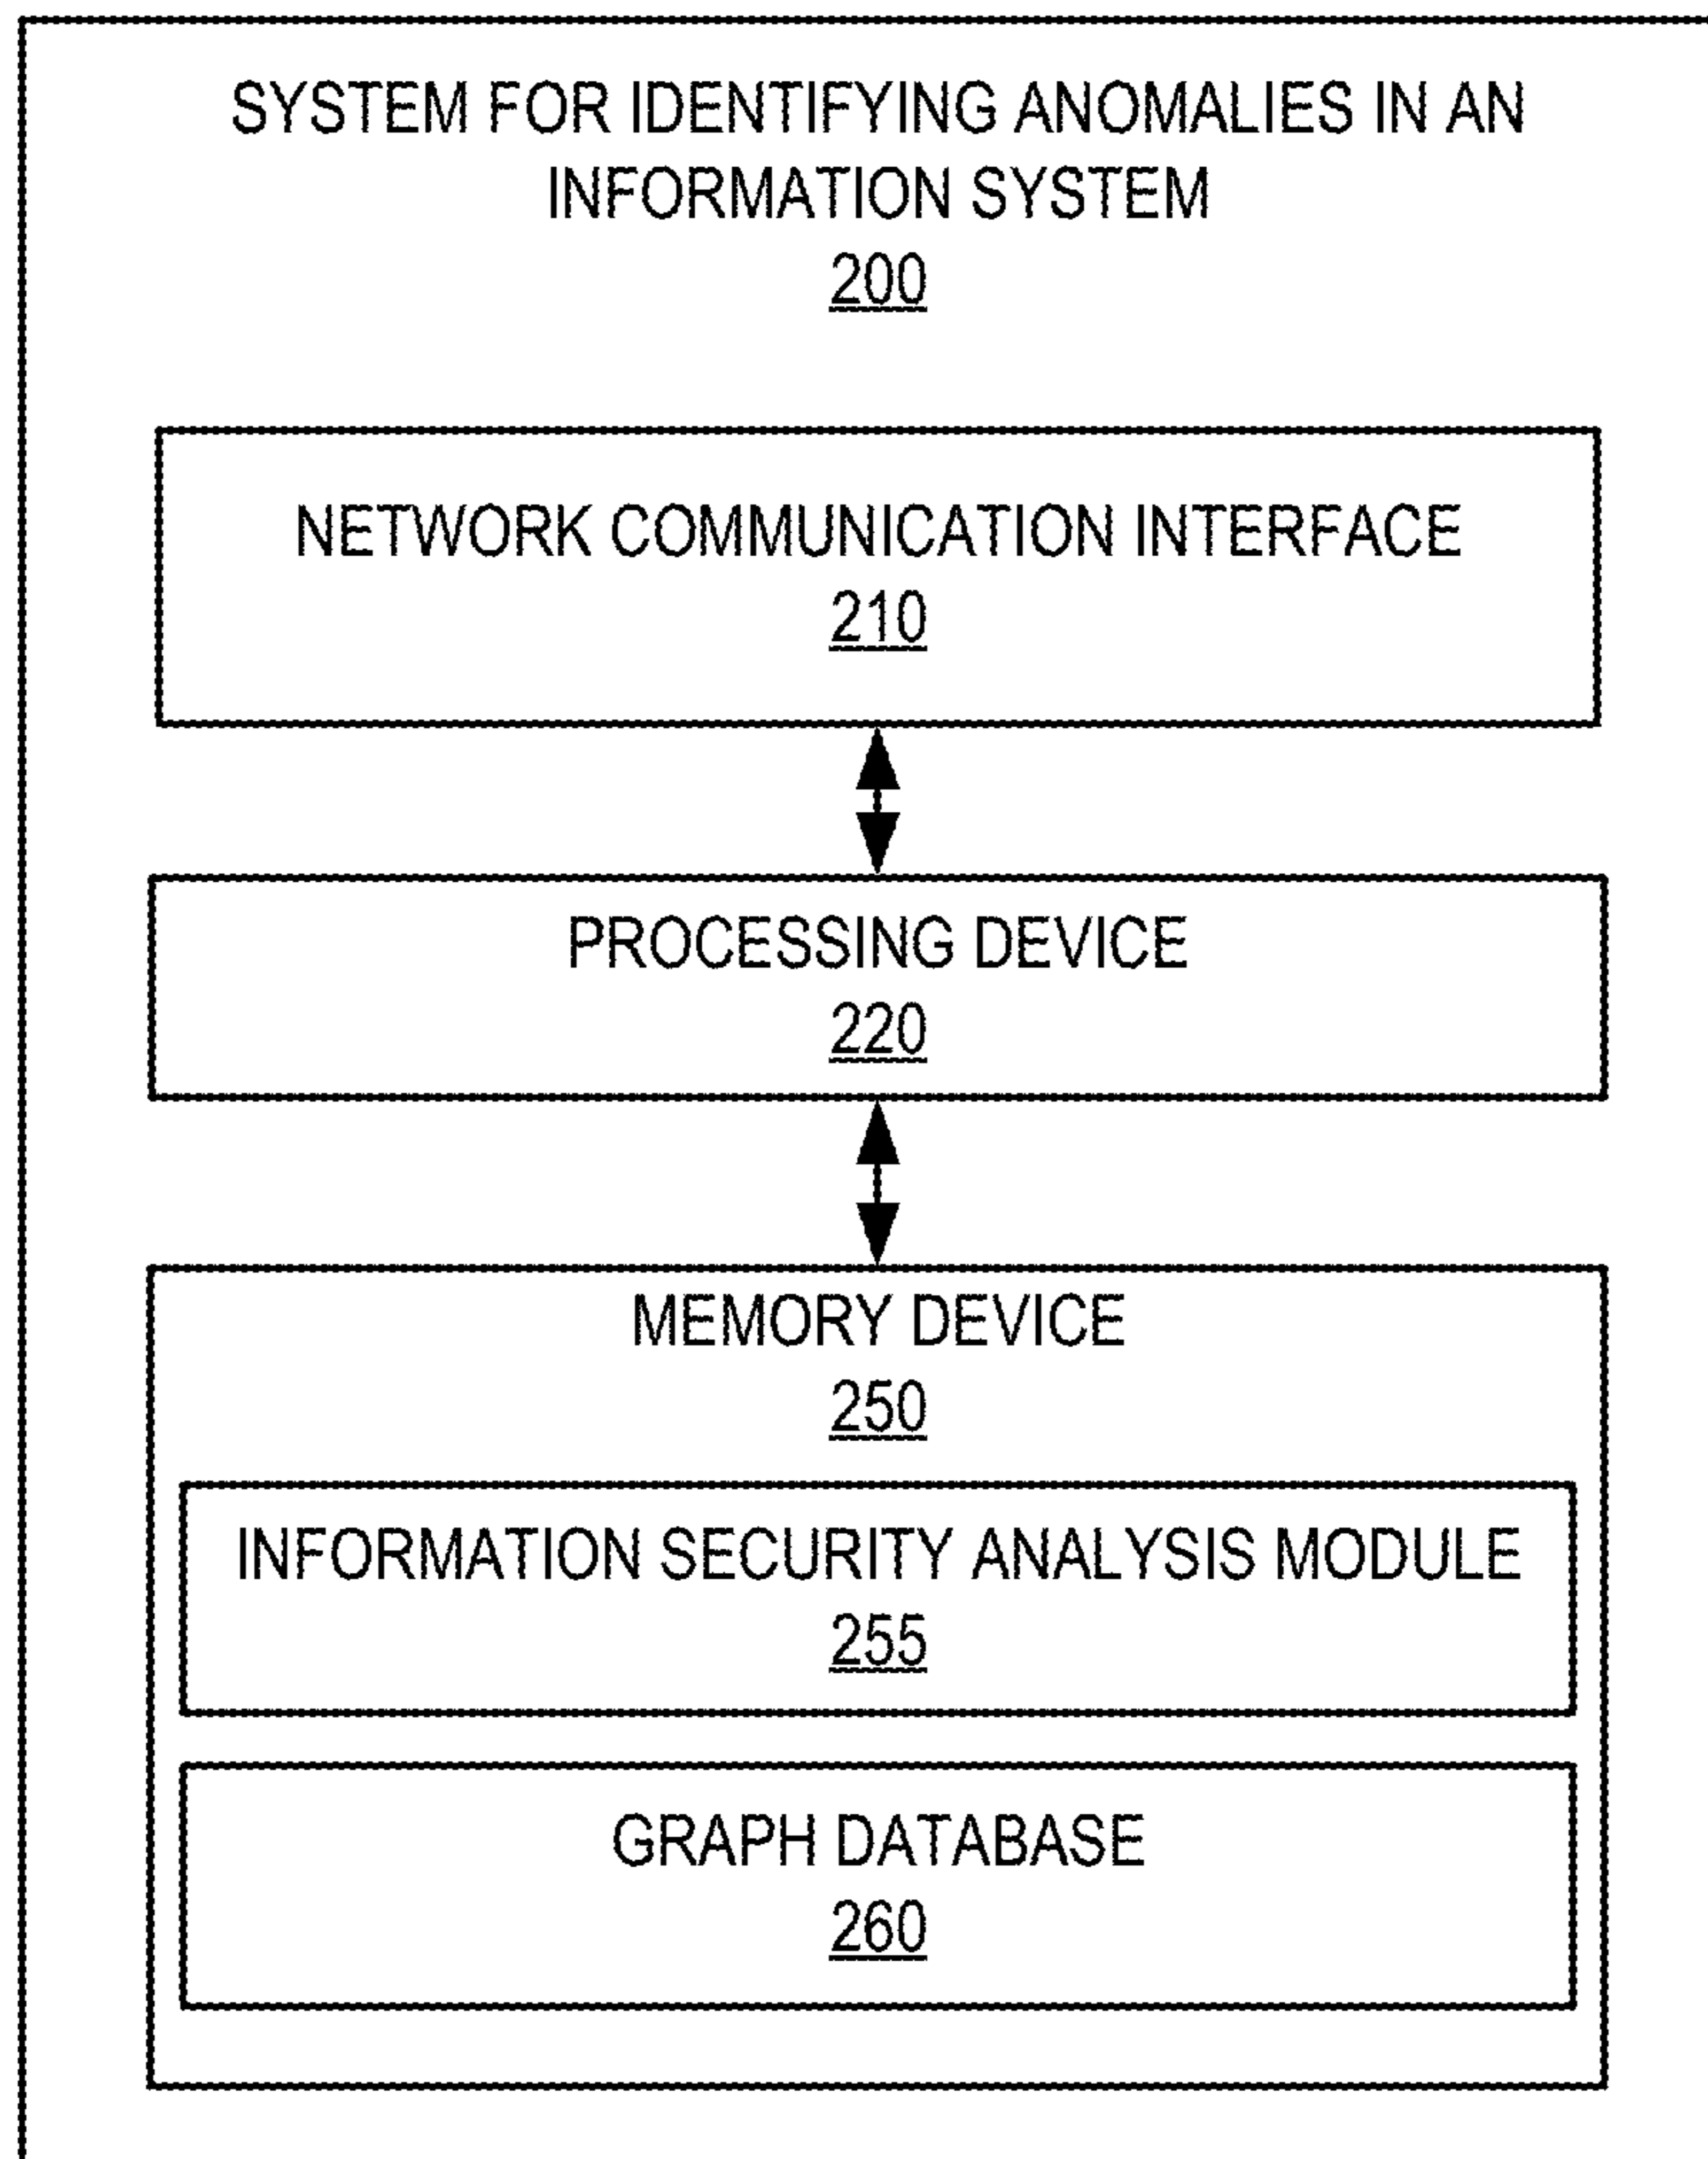 SYSTEM FOR IDENTIFYING ANOMALIES IN AN
INFORMATION SYSTEM
200
NETWORK COMMUNICATION INTERFACE
210
PROCESSING DEVICE
220
MEMORY DEVICE
250
INFORMATION SECURITY ANALYSIS MODULE
255
GRAPH DATABASE
260